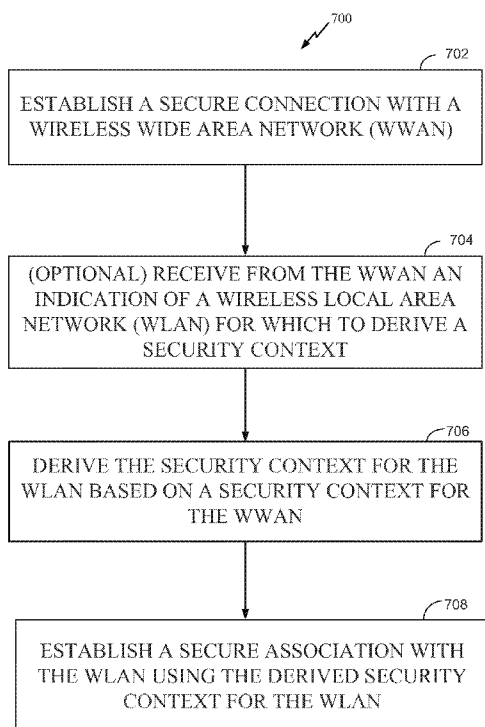 700
702
ESTABLISH A SECURE CONNECTION WITH A
WIRELESS WIDE AREA NETWORK (WWAN)
704
(OPTIONAL) RECEIVE FROM THE WWAN AN
INDICATION OF A WIRELESS LOCAL AREA
NETWORK (WLAN) FOR WHICH TO DERIVE A
SECURITY CONTEXT
706
DERIVE THE SECURITY CONTEXT FOR THE
WLAN BASED ON A SECURITY CONTEXT FOR
THE WWAN
708
ESTABLISH A SECURE ASSOCIATION WITH
THE WLAN USING THE DERIVED SECURITY
CONTEXT FOR THE WLAN